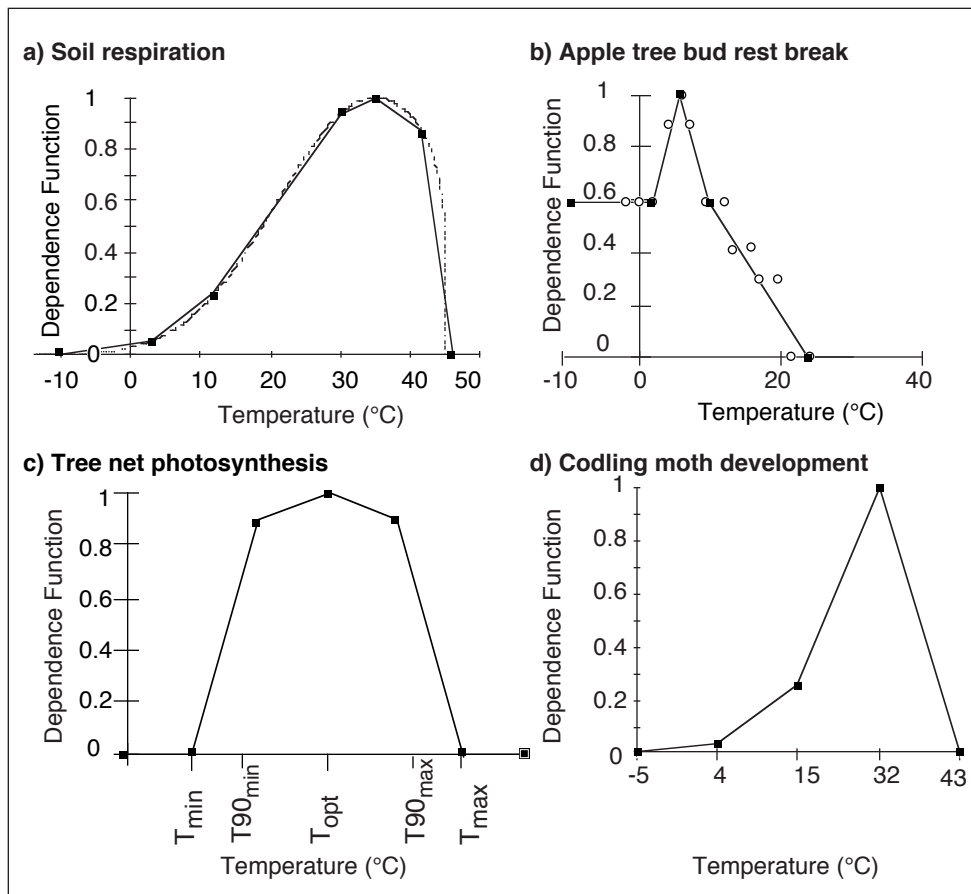 a) Soil respiration
Dependence Function
1
0.8
0.6
0.4
0.2
0
-10
0
10
20
30
40
50
Temperature (°C)
b) Apple tree bud rest break
Dependence Function
1
0.8
0.6
0.4
0.2
0
-10
0
20
40
Temperature (°C)
c) Tree net photosynthesis
Dependence Function
1
0.8
0.6
0.4
0.2
0
Tmin
T90min
Topt
T90max
Tmax
Temperature (°C)
d) Codling moth development
Dependence Function
1
0.8
0.6
0.4
0.2
0
-5
4
15
32
43
Temperature (°C)